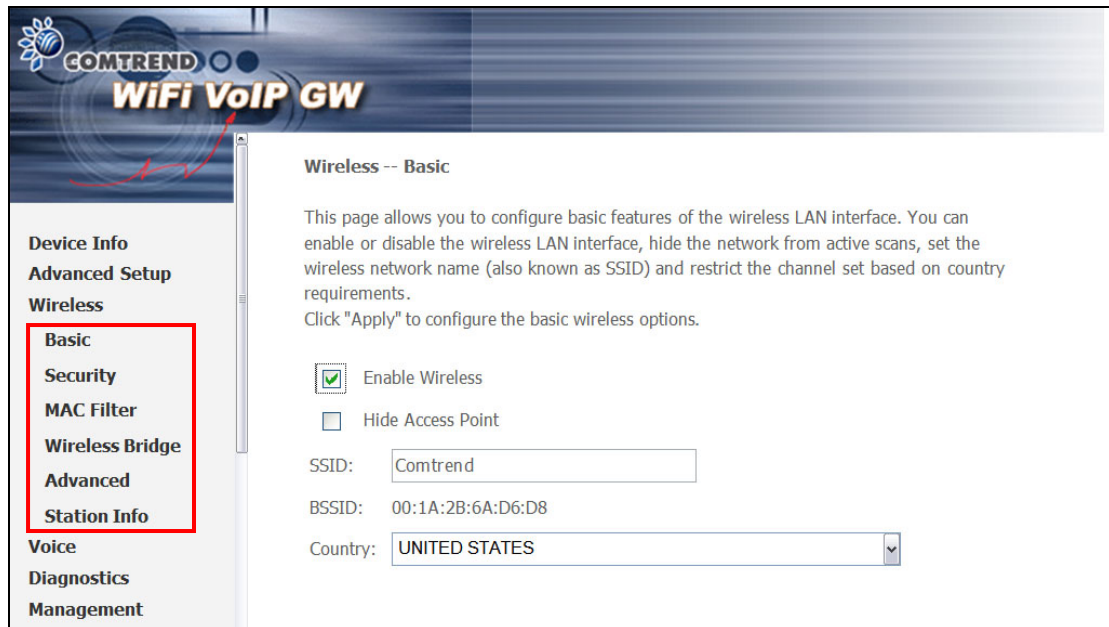 COMTREND
WiFi VoIP GW
Device Info
Advanced Setup
Wireless
Basic
Security
MAC Filter
Wireless Bridge
Advanced
Station Info
Voice
Diagnostics
Management
Wireless -- Basic
This page allows you to configure basic features of the wireless LAN interface. You can
enable or disable the wireless LAN interface, hide the network from active scans, set the
wireless network name (also known as SSID) and restrict the channel set based on country
requirements.
Click "Apply" to configure the basic wireless options.
Enable Wireless
Hide Access Point
SSID: Comtrend
BSSID: 00:1A:2B:6A:D6:D8
Country: UNITED STATES